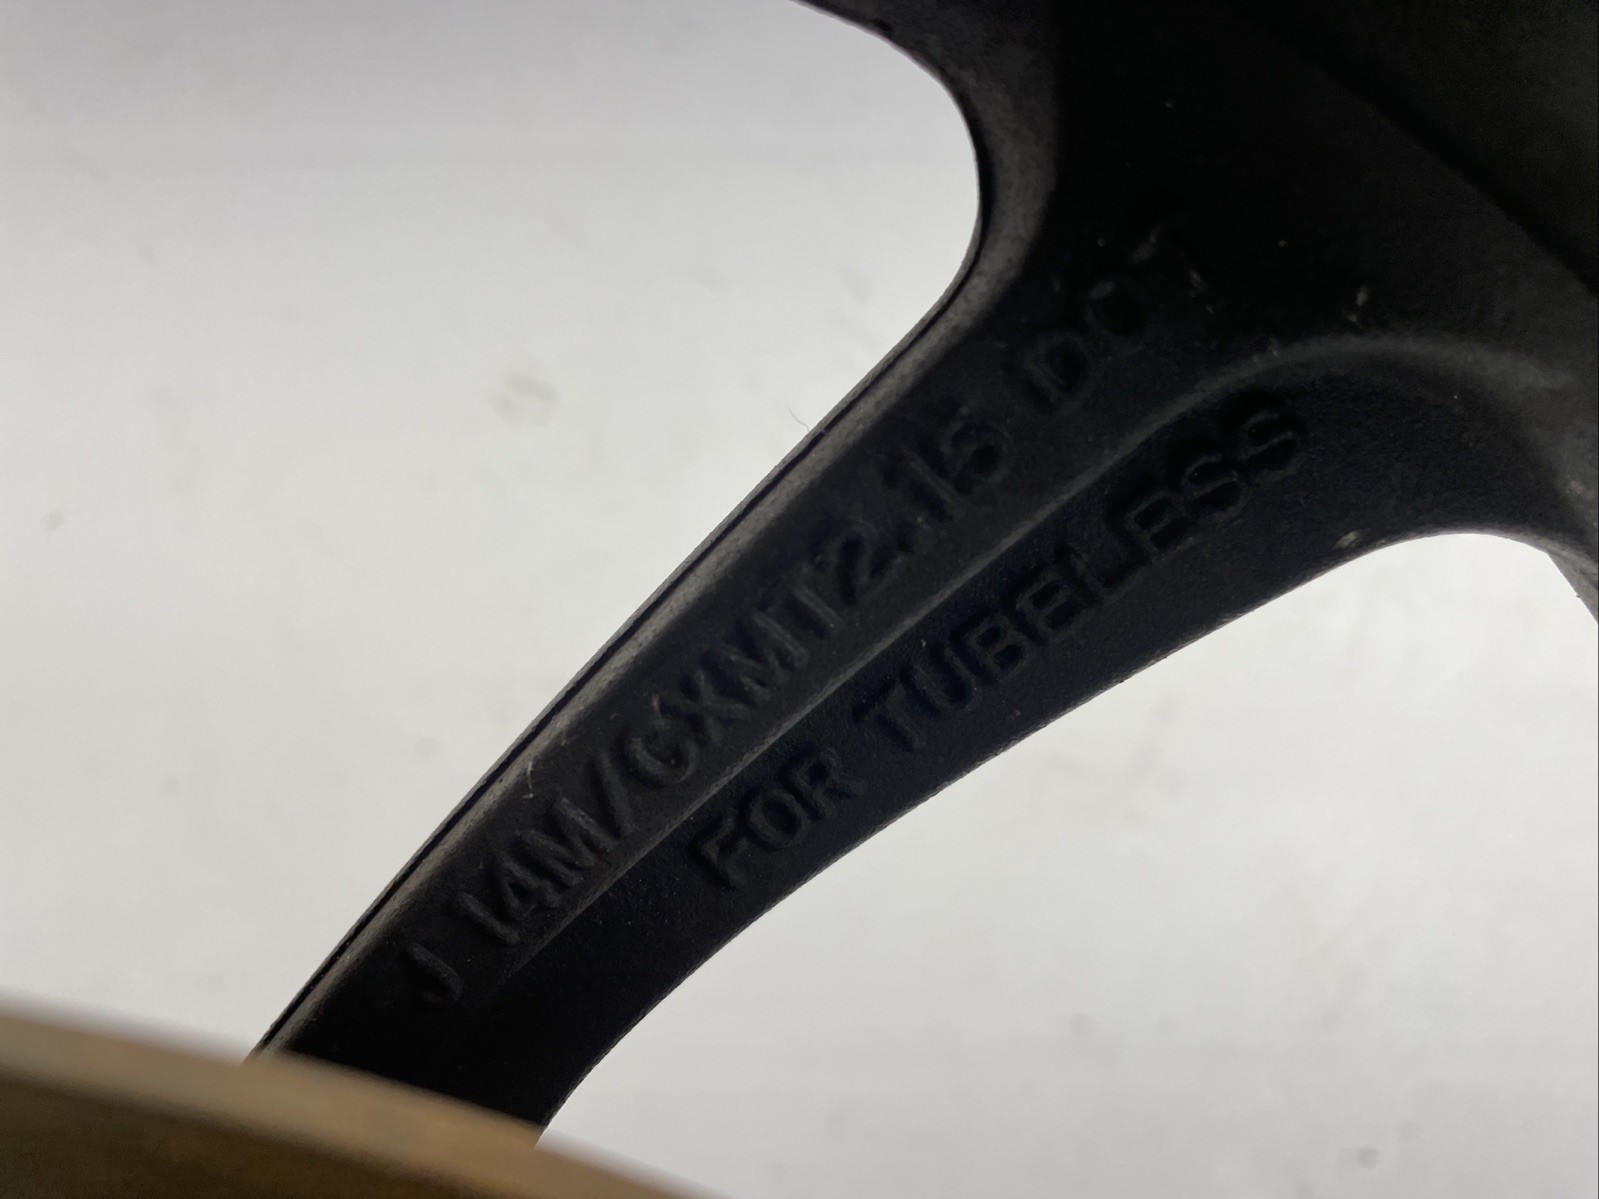 J 14M/CXMT2.15 DOT
FOR TUBELESS